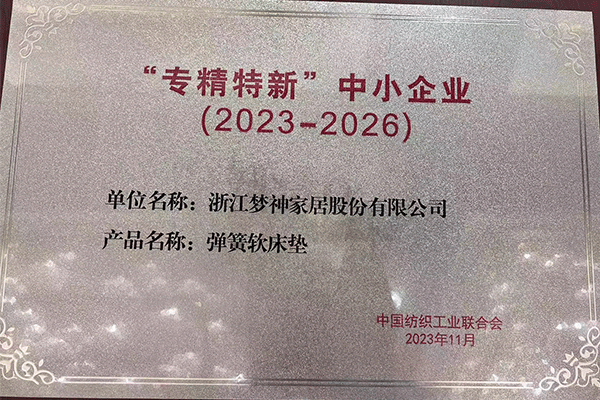 “专精特新”中小企业
(2023-2026)
单位名称：浙江梦神家居股份有限公司
产品名称：弹簧软床垫
中国纺织工业联合会
2023年11月